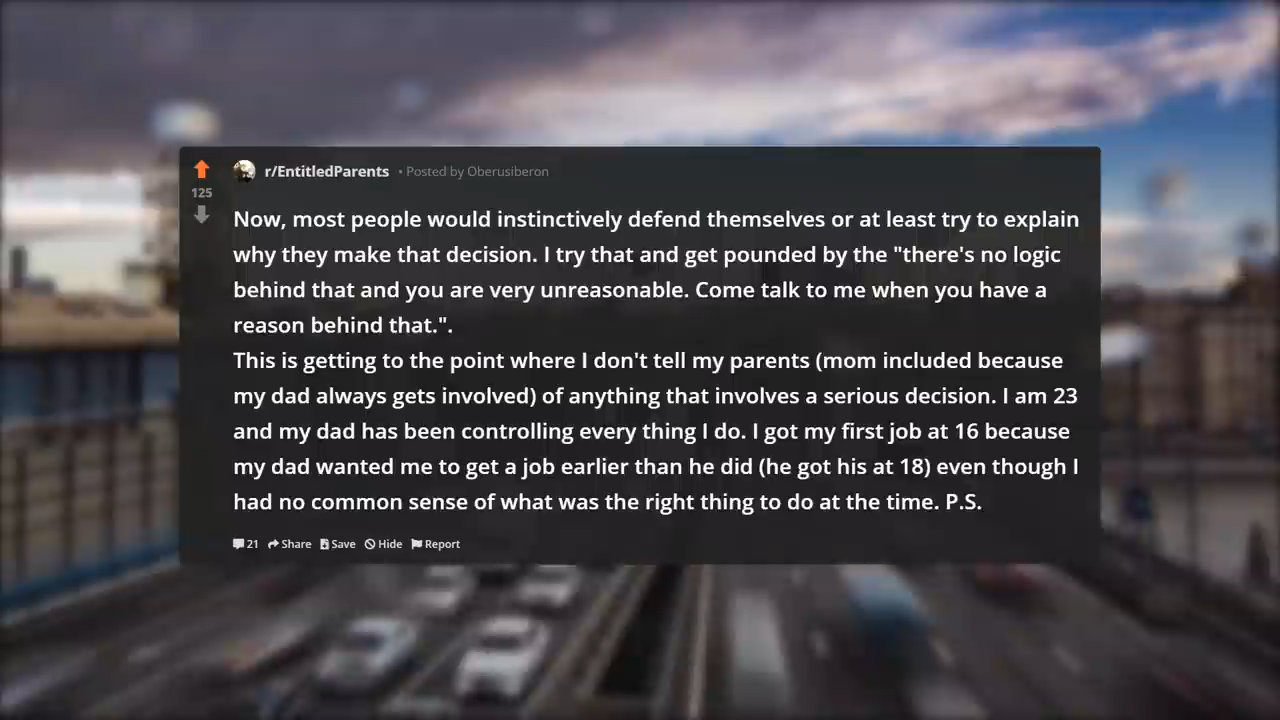 r/EntitledParents • Posted by Oberusiberon
125
Now, most people would instinctively defend themselves or at least try to explain
why they make that decision. I try that and get pounded by the "there's no logic
behind that and you are very unreasonable. Come talk to me when you have a
reason behind that.".
This is getting to the point where I don't tell my parents (mom included because
my dad always gets involved) of anything that involves a serious decision. I am 23
and my dad has been controlling every thing I do. I got my first job at 16 because
my dad wanted me to get a job earlier than he did (he got his at 18) even though I
had no common sense of what was the right thing to do at the time. P.S.
21 Share Save Hide Report